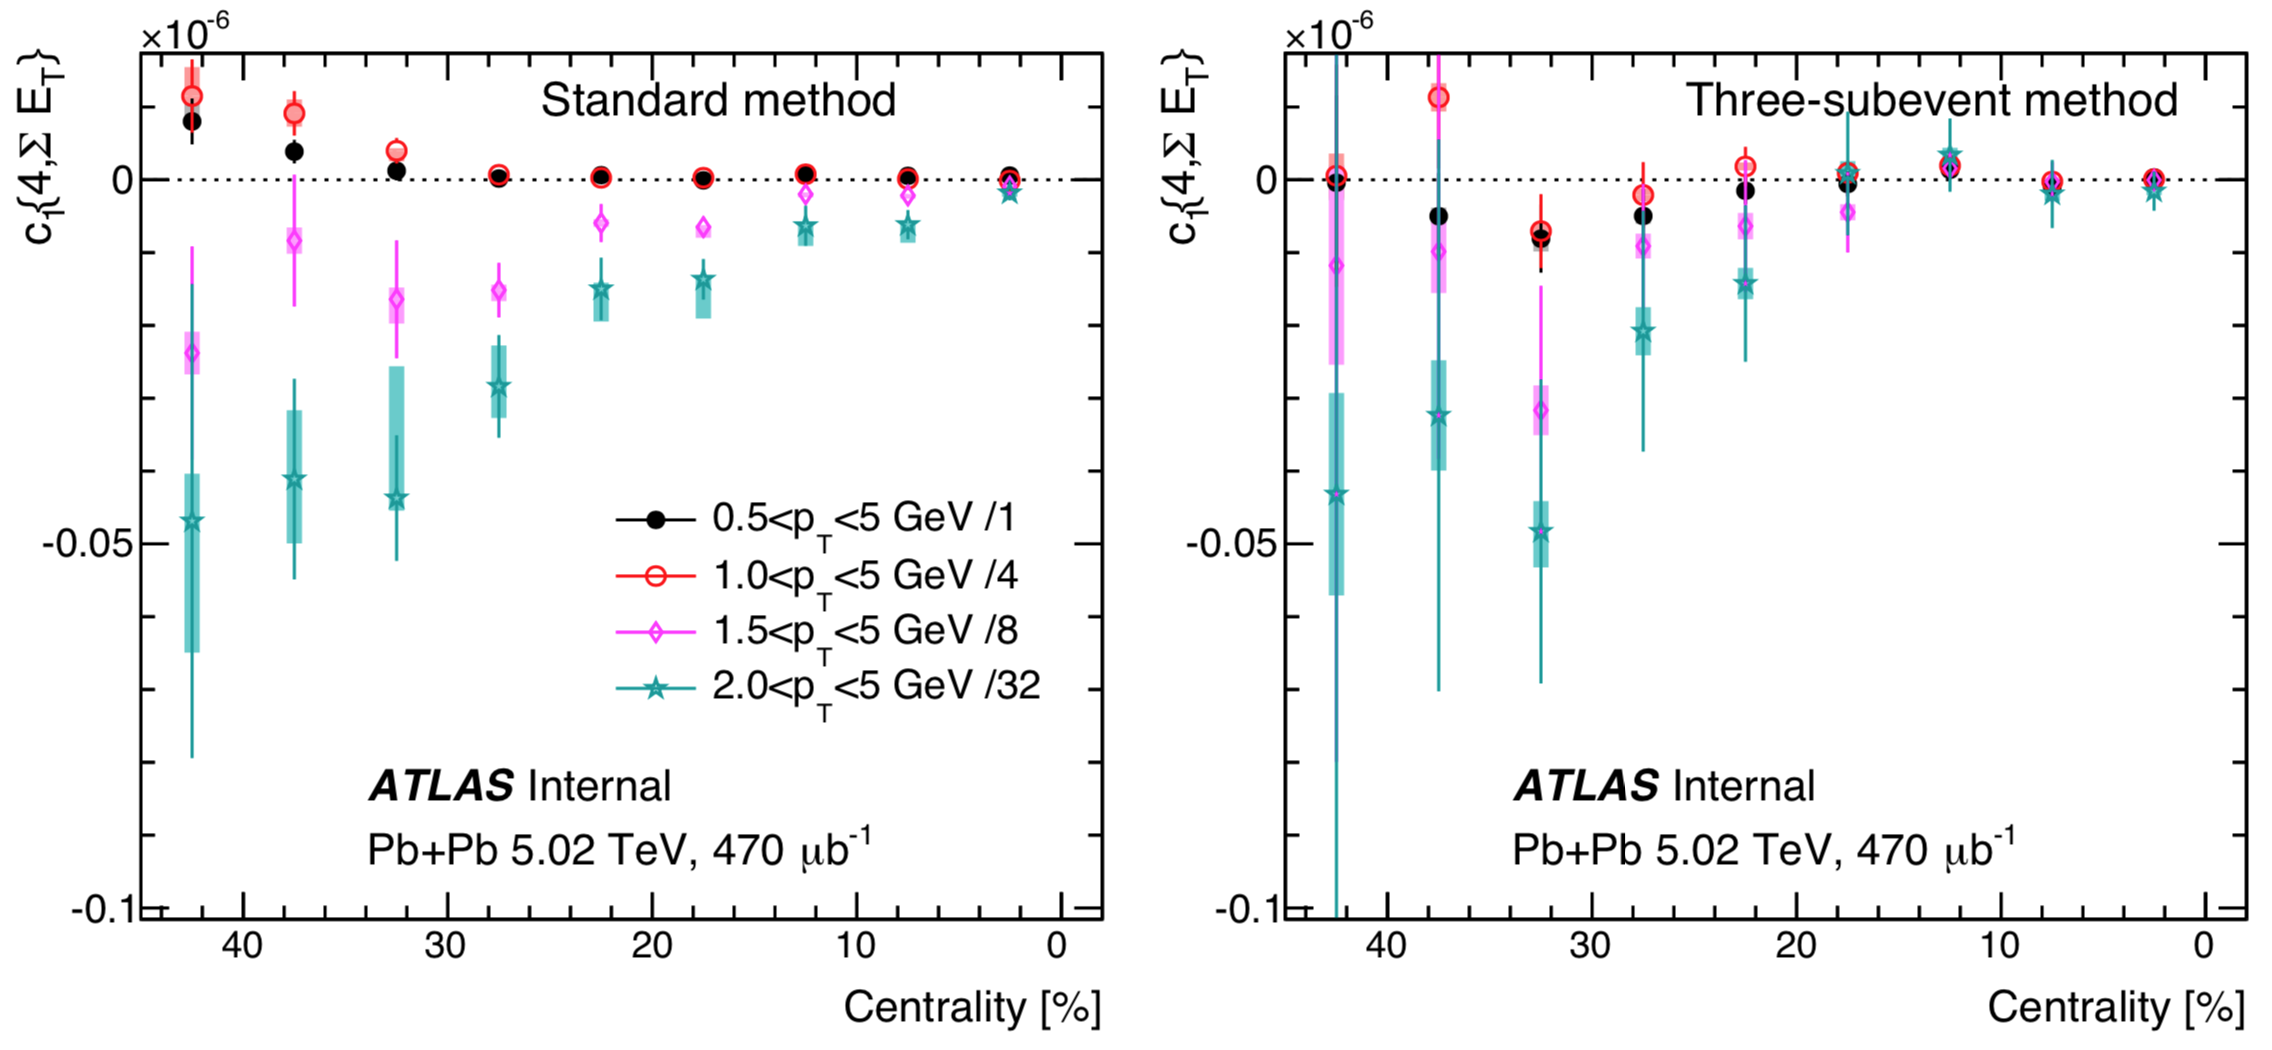 ×10⁻⁶
c₁{4,Σ E_T}
Standard method
0
-0.05
-0.1
0.5<p_T<5 GeV /1
1.0<p_T<5 GeV /4
1.5<p_T<5 GeV /8
2.0<p_T<5 GeV /32
ATLAS Internal
Pb+Pb 5.02 TeV, 470 μb⁻¹
40 30 20 10 0
Centrality [%]
×10⁻⁶
c₁{4,Σ E_T}
Three-subevent method
0
-0.05
-0.1
ATLAS Internal
Pb+Pb 5.02 TeV, 470 μb⁻¹
40 30 20 10 0
Centrality [%]